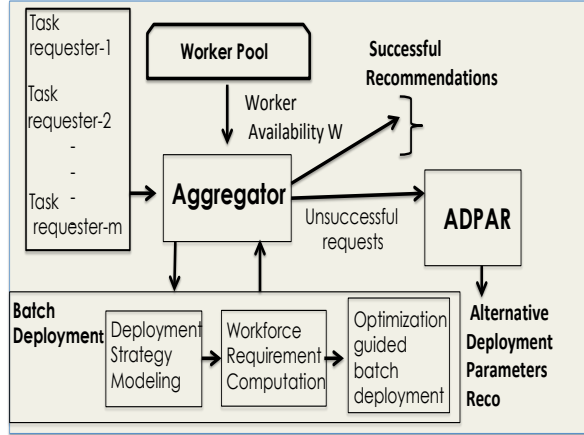 Task
requester-1
Task
requester-2
-
-
-
Task
requester-m
Worker Pool
Worker
Availability W
Successful
Recommendations
Aggregator
Unsuccessful
requests
ADPAR
Alternative
Deployment
Parameters
Reco
Batch
Deployment
Deployment
Strategy
Modeling
Workforce
Requirement
Computation
Optimization
guided
batch
deployment